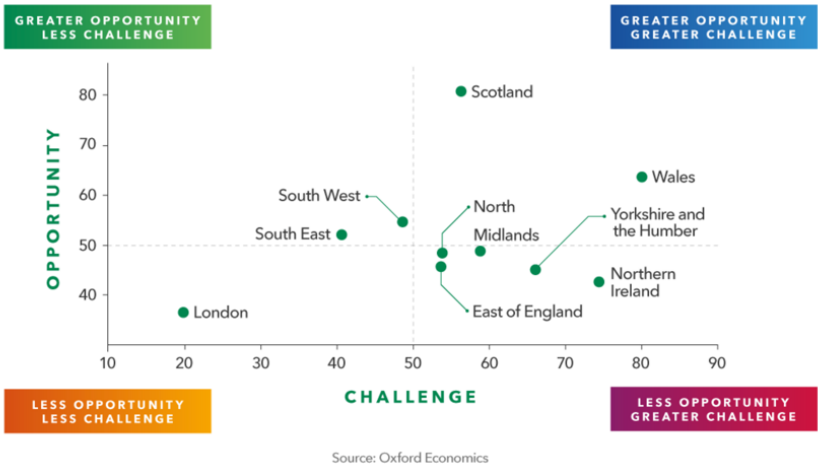 GREATER OPPORTUNITY
LESS CHALLENGE
GREATER OPPORTUNITY
GREATER CHALLENGE
OPPORTUNITY
80
70
60
50
40
Scotland
Wales
South West
North
Yorkshire and
the Humber
South East
Midlands
Northern
Ireland
London
East of England
10
20
30
40
50
60
70
80
90
CHALLENGE
LESS OPPORTUNITY
LESS CHALLENGE
LESS OPPORTUNITY
GREATER CHALLENGE
Source: Oxford Economics